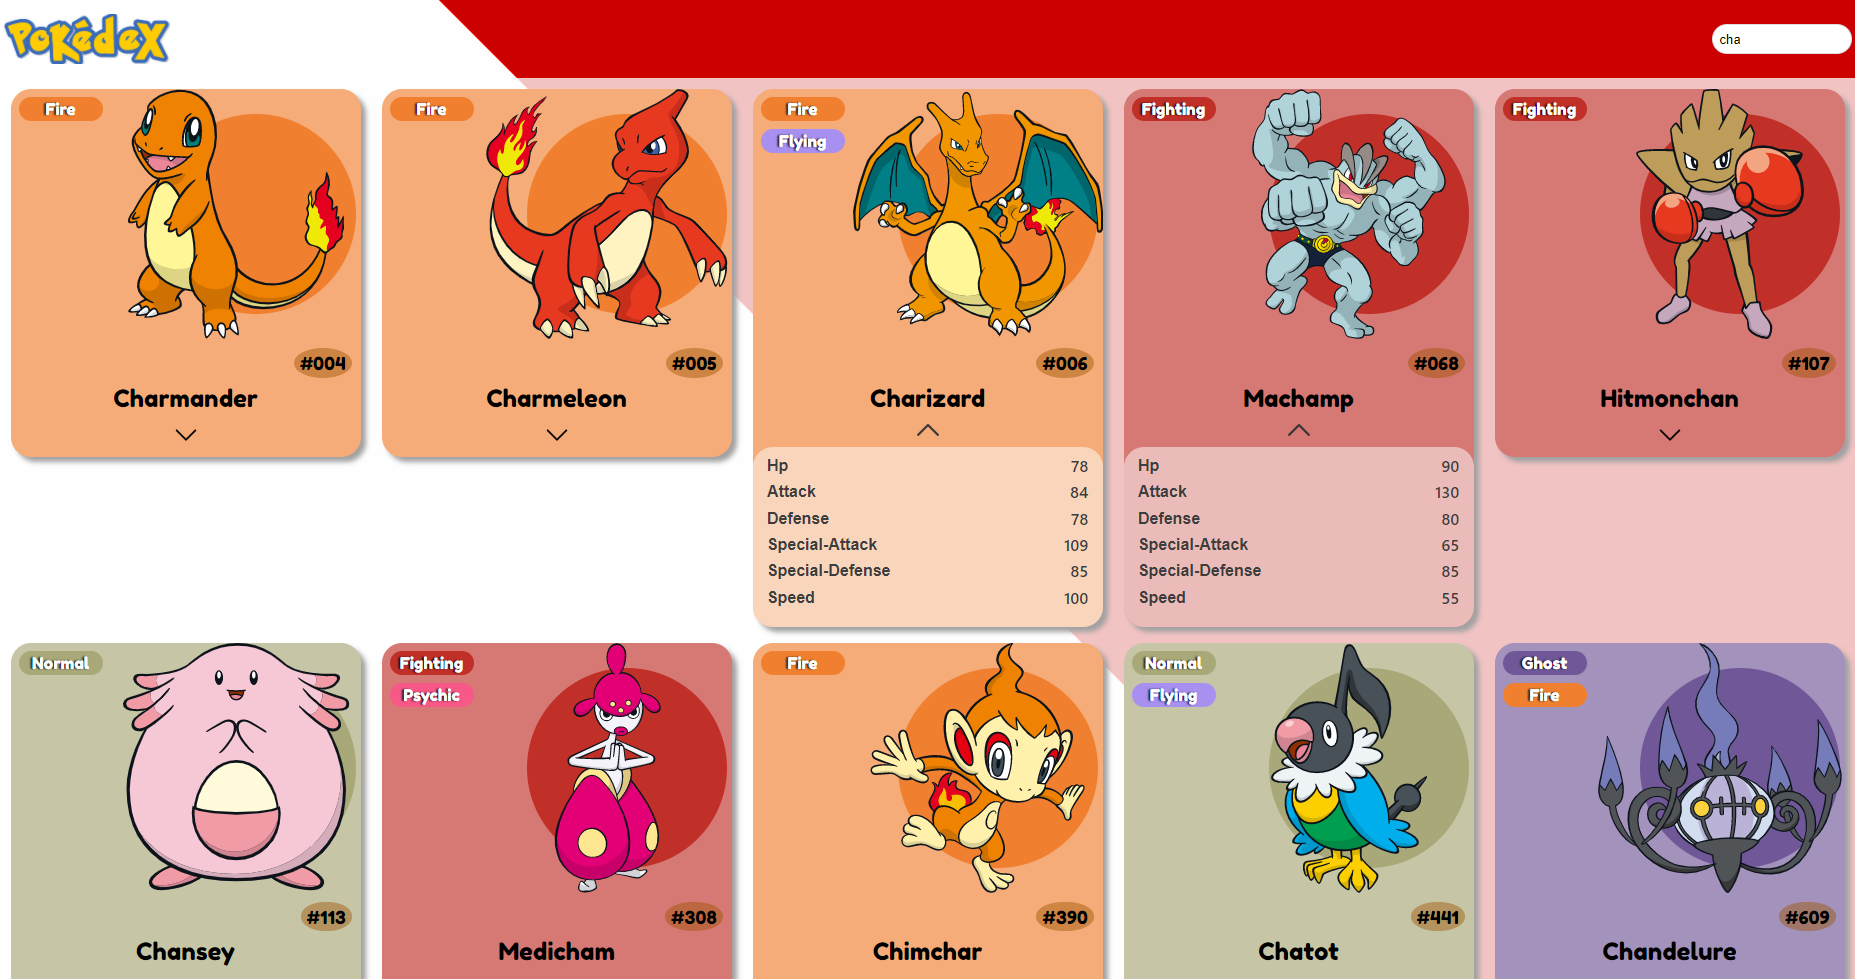 PoKédeX
cha
Fire
#004
Charmander
Fire
#005
Charmeleon
Fire
Flying
#006
Charizard
Hp 78
Attack 84
Defense 78
Special-Attack 109
Special-Defense 85
Speed 100
Fighting
#068
Machamp
Hp 90
Attack 130
Defense 80
Special-Attack 65
Special-Defense 85
Speed 55
Fighting
#107
Hitmonchan
Normal
#113
Chansey
Fighting
Psychic
#308
Medicham
Fire
#390
Chimchar
Normal
Flying
#441
Chatot
Ghost
Fire
#609
Chandelure